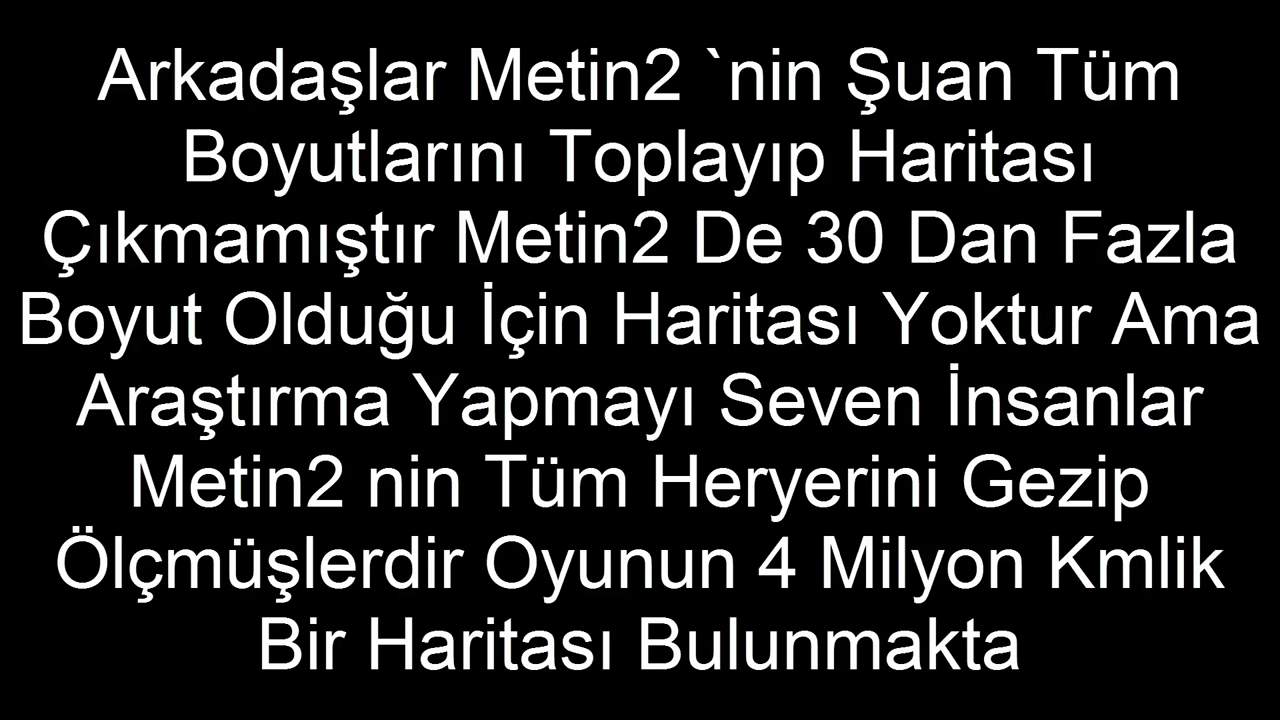 Arkadaşlar Metin2 `nin Şuan Tüm
Boyutlarını Toplayıp Haritası
Çıkmamıştır Metin2 De 30 Dan Fazla
Boyut Olduğu İçin Haritası Yoktur Ama
Araştırma Yapmayı Seven İnsanlar
Metin2 nin Tüm Heryerini Gezip
Ölçmüşlerdir Oyunun 4 Milyon Kmlik
Bir Haritası Bulunmakta